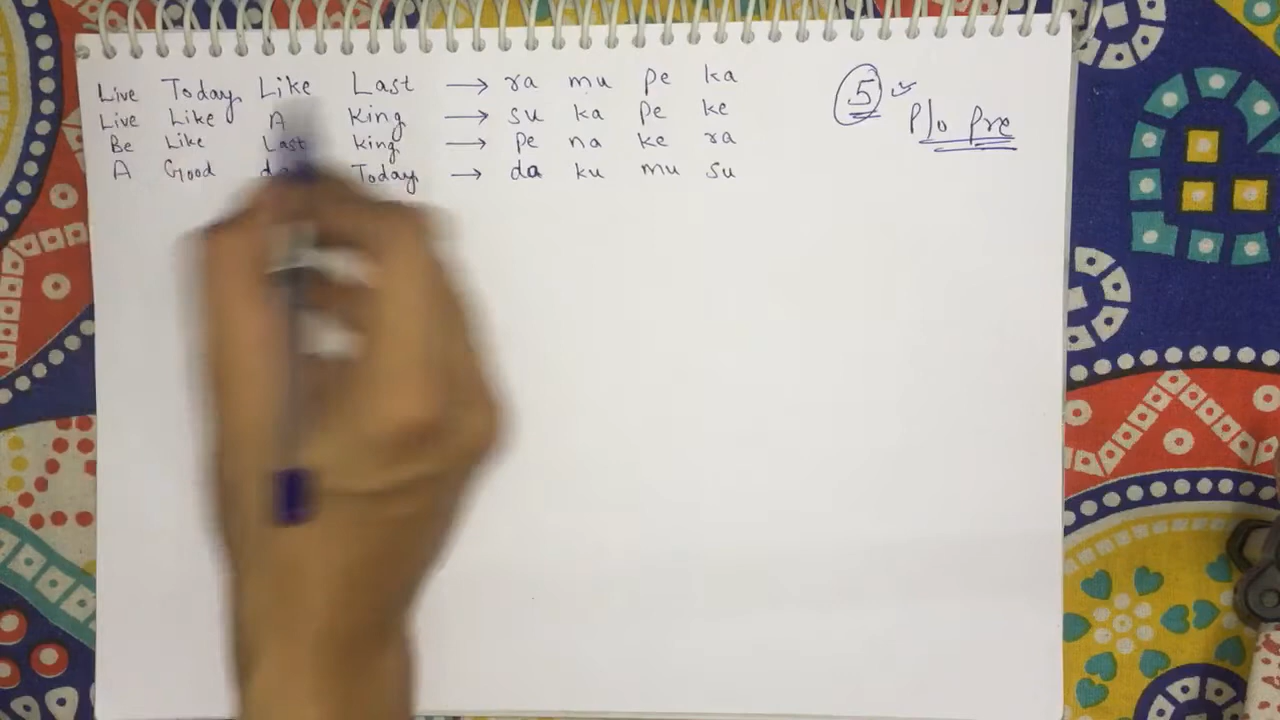 Live Today Like Last → ra mu pe ka
Live Like A King → su ka pe ke
Be Like Last King → pe na ke ra
A Good Today → da ku mu su
5
P/o Pre